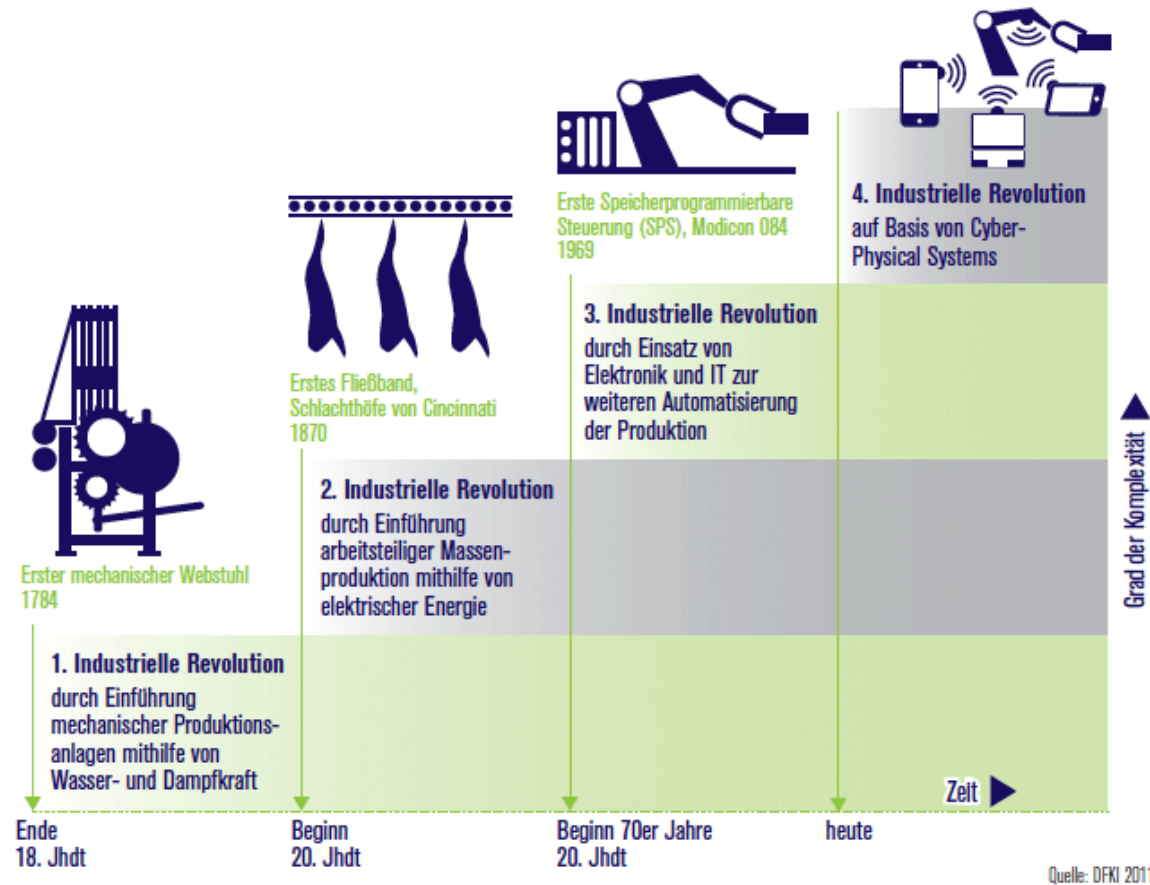 4. Industrielle Revolution
auf Basis von Cyber-
Physical Systems
Erste Speicherprogrammierbare
Steuerung (SPS), Modicon 084
1969
3. Industrielle Revolution
durch Einsatz von
Elektronik und IT zur
weiteren Automatisierung
der Produktion
Erstes Fließband,
Schlachthöfe von Cincinnati
1870
2. Industrielle Revolution
durch Einführung
arbeitsteiliger Massen-
produktion mithilfe von
elektrischer Energie
Erster mechanischer Webstuhl
1784
1. Industrielle Revolution
durch Einführung
mechanischer Produktions-
anlagen mithilfe von
Wasser- und Dampfkraft
Grad der Komplexität
Zeit
Ende
18. Jhdt
Beginn
20. Jhdt
Beginn 70er Jahre
20. Jhdt
heute
Quelle: DFKI 2011